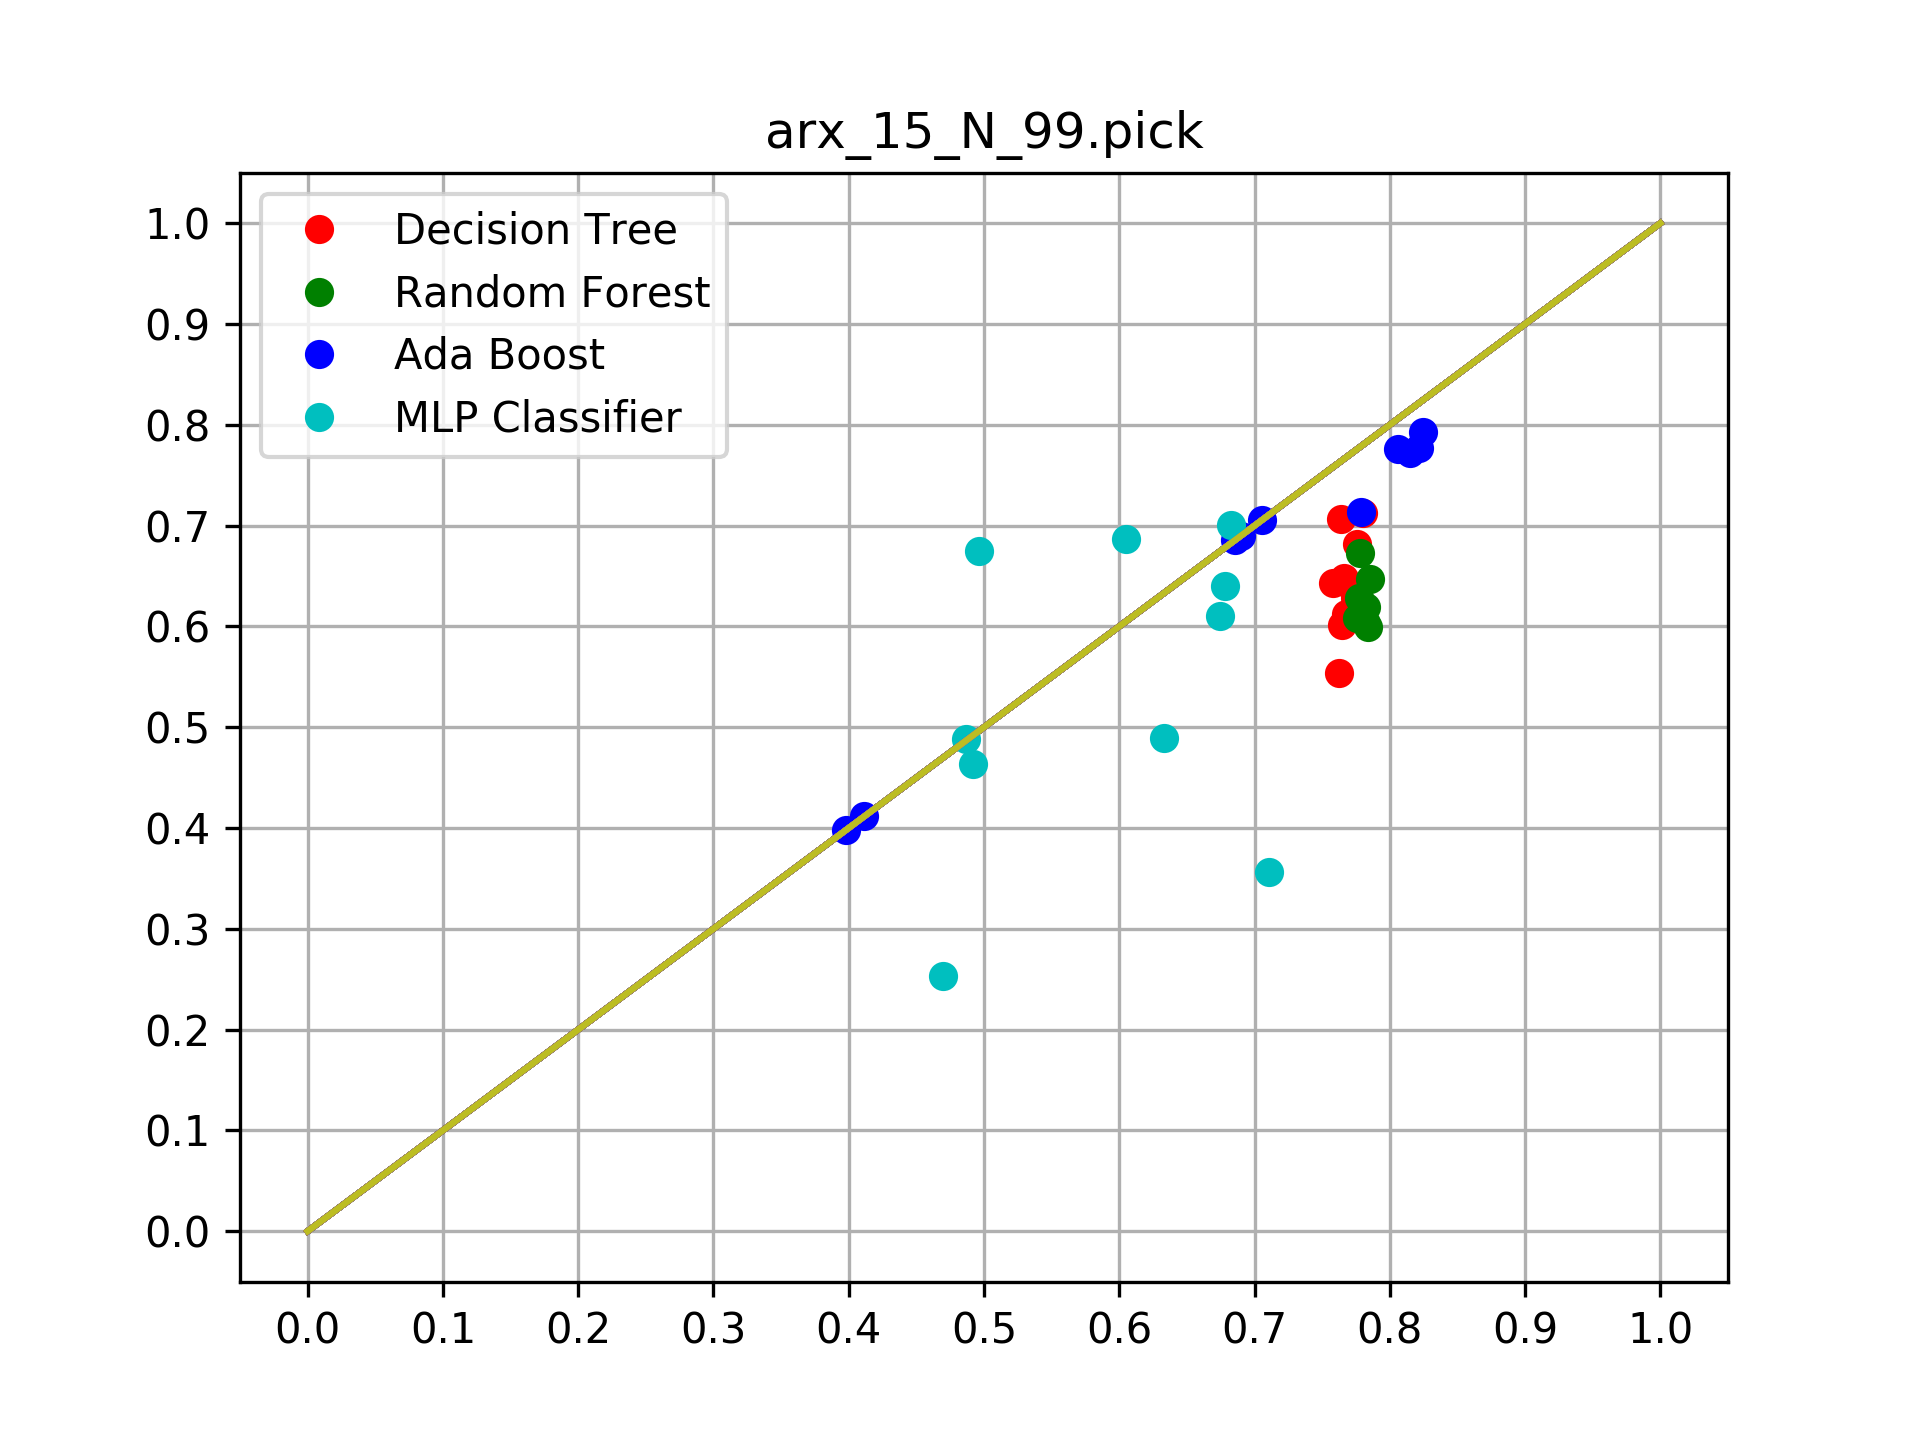 arx_15_N_99.pick
Decision Tree
Random Forest
Ada Boost
MLP Classifier
1.0
0.9
0.8
0.7
0.6
0.5
0.4
0.3
0.2
0.1
0.0
0.0 0.1 0.2 0.3 0.4 0.5 0.6 0.7 0.8 0.9 1.0